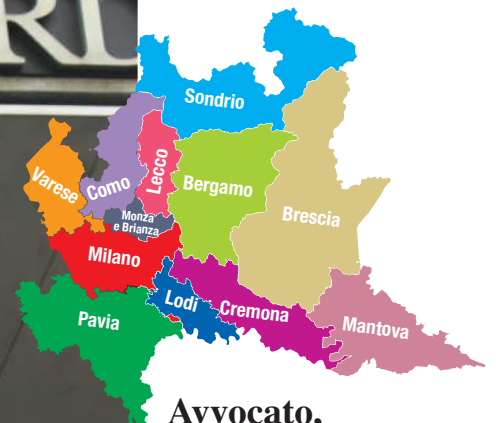 Sondrio
Varese
Como
Lecco
Bergamo
Monza
e Brianza
Brescia
Milano
Lodi
Cremona
Pavia
Mantova
Avvocato,